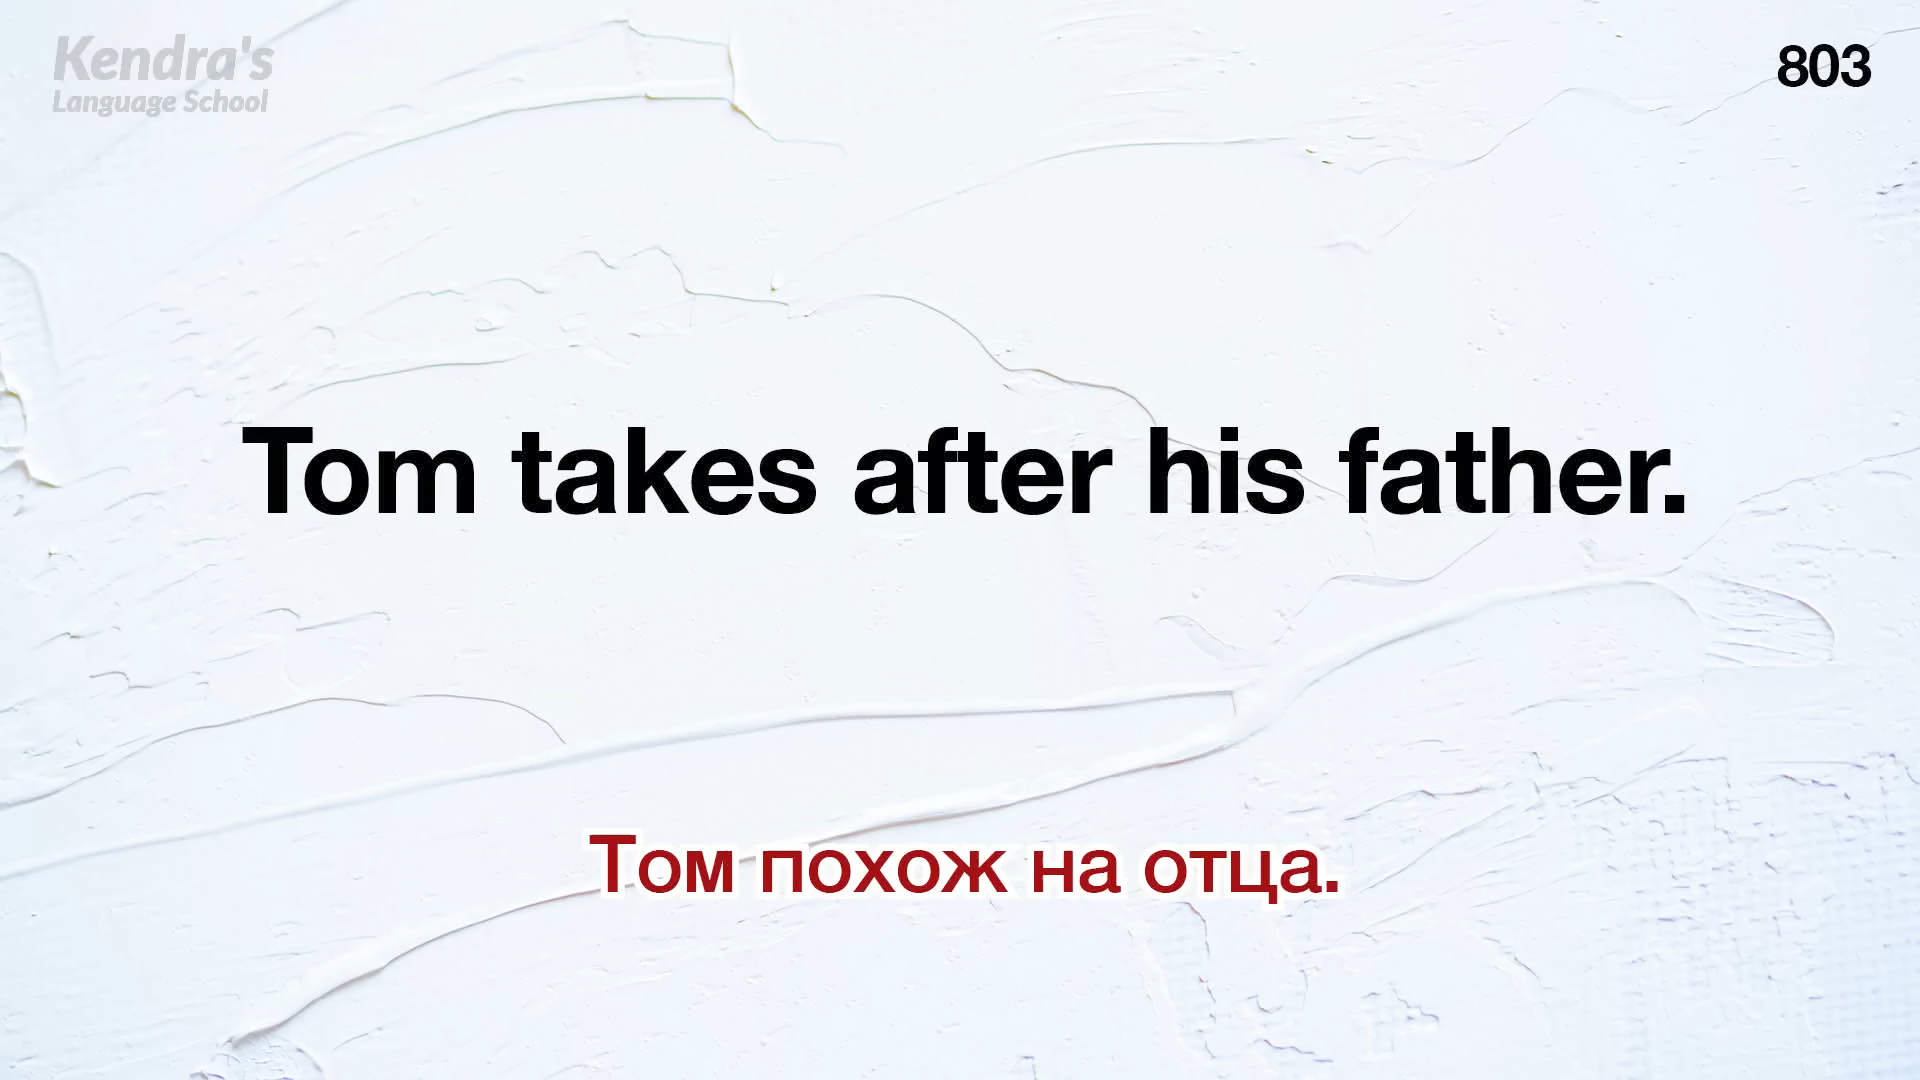 Kendra's
Language School
803
Tom takes after his father.
Том похож на отца.